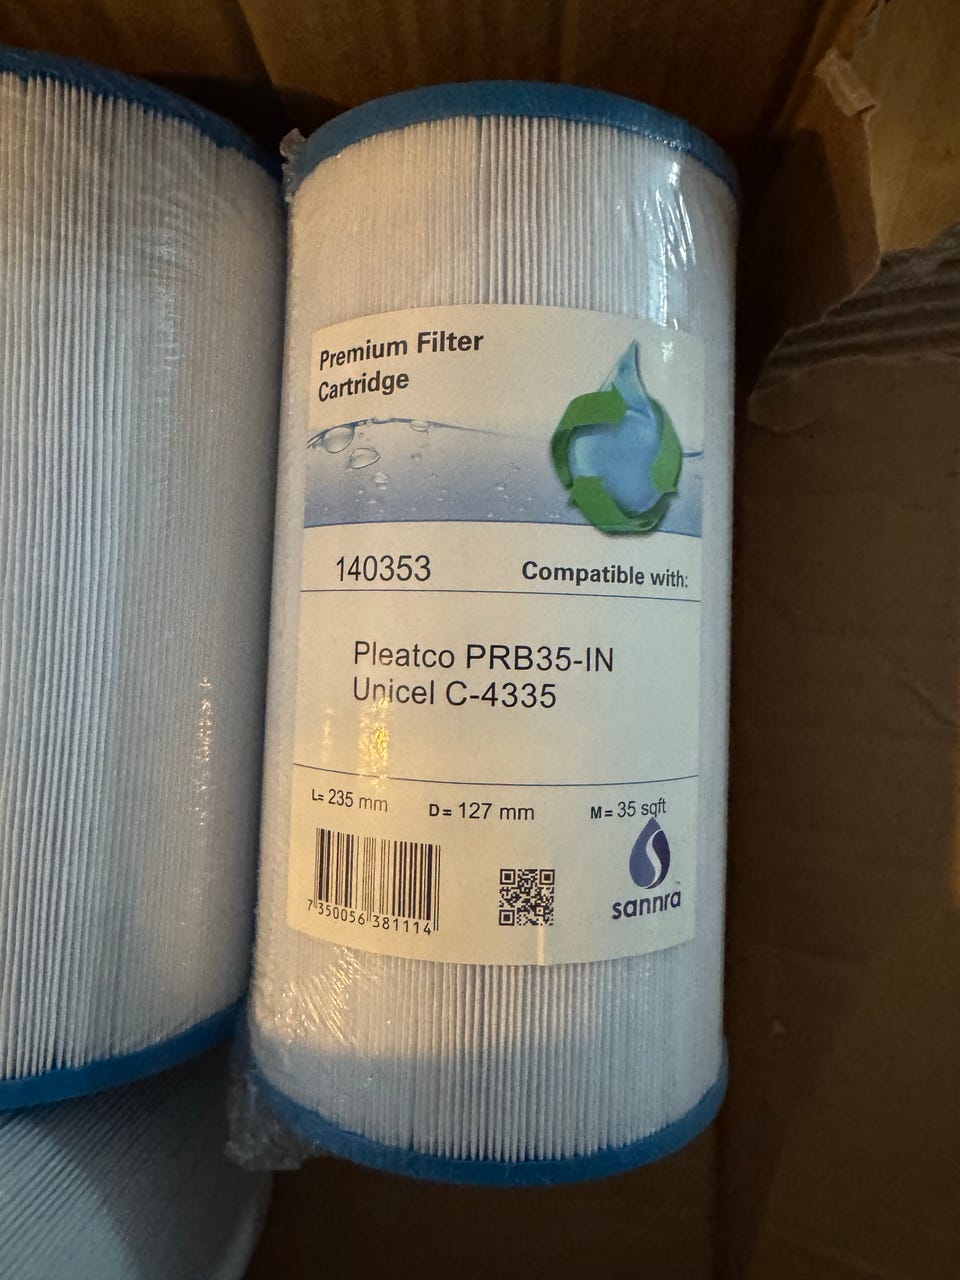 Premium Filter
Cartridge
140353
Compatible with:
Pleatco PRB35-IN
Unicel C-4335
L= 235 mm
D= 127 mm
M= 35 sqft
7 350056 381114
sannra